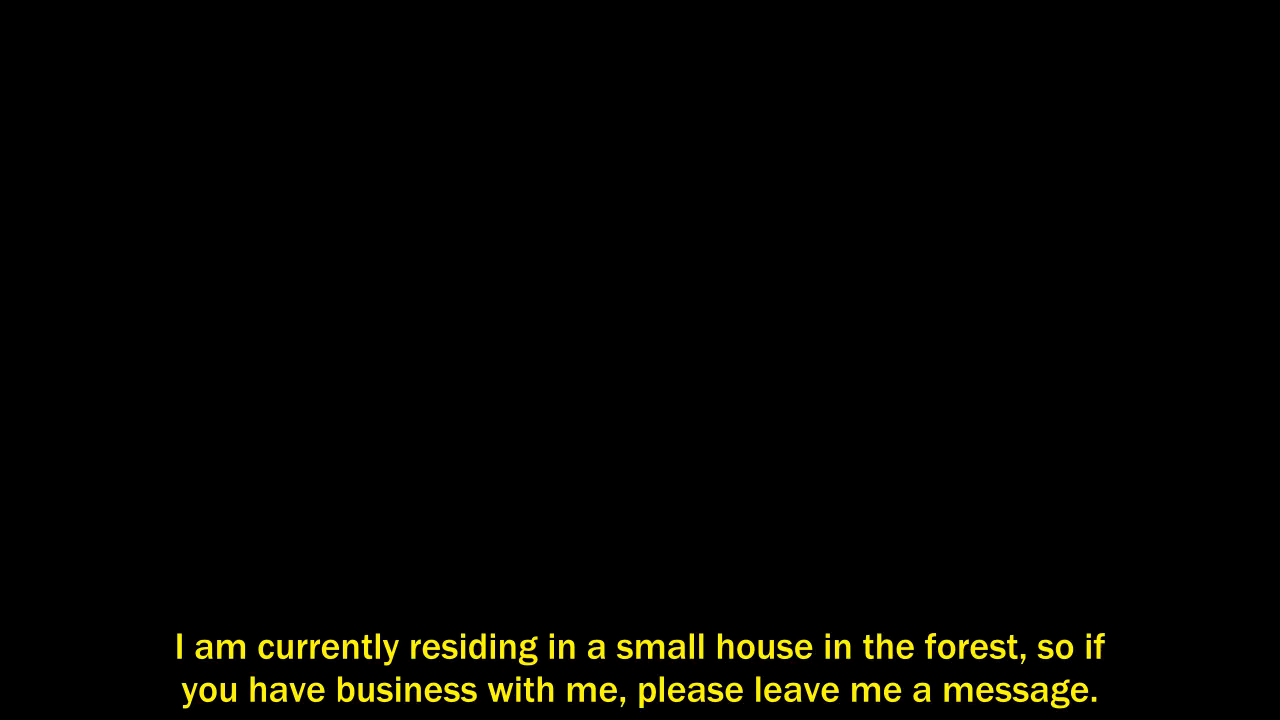 I am currently residing in a small house in the forest, so if
you have business with me, please leave me a message.